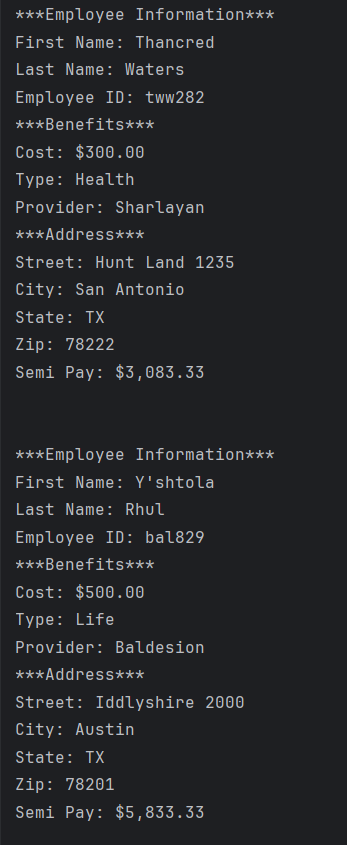 ***Employee Information***
First Name: Thancred
Last Name: Waters
Employee ID: tww282
***Benefits***
Cost: $300.00
Type: Health
Provider: Sharlayan
***Address***
Street: Hunt Land 1235
City: San Antonio
State: TX
Zip: 78222
Semi Pay: $3,083.33
***Employee Information***
First Name: Y'shtola
Last Name: Rhul
Employee ID: bal829
***Benefits***
Cost: $500.00
Type: Life
Provider: Baldesion
***Address***
Street: Iddlyshire 2000
City: Austin
State: TX
Zip: 78201
Semi Pay: $5,833.33